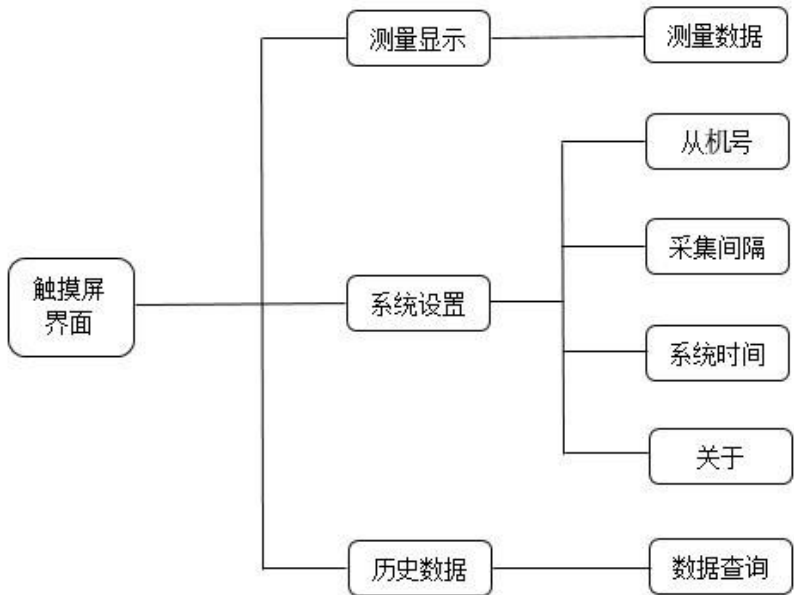 测量显示
测量数据
从机号
采集间隔
触摸屏
界面
系统设置
系统时间
关于
历史数据
数据查询